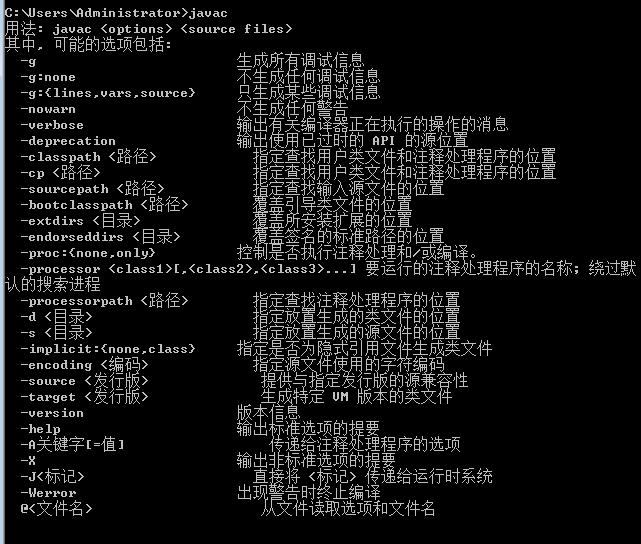 C:\Users\Administrator>javac
用法: javac <options> <source files>
其中, 可能的选项包括:
-g 生成所有调试信息
-g:none 不生成任何调试信息
-g:{lines,vars,source} 只生成某些调试信息
-nowarn 不生成任何警告
-verbose 输出有关编译器正在执行的操作的消息
-deprecation 输出使用已过时的 API 的源位置
-classpath <路径> 指定查找用户类文件和注释处理程序的位置
-cp <路径> 指定查找用户类文件和注释处理程序的位置
-sourcepath <路径> 指定查找输入源文件的位置
-bootclasspath <路径> 覆盖引导类文件的位置
-extdirs <目录> 覆盖所安装扩展的位置
-endorseddirs <目录> 覆盖签名的标准路径的位置
-proc:{none,only} 控制是否执行注释处理和/或编译。
-processor <class1>[,<class2>,<class3>...] 要运行的注释处理程序的名称; 绕过默
认的搜索进程
-processorpath <路径> 指定查找注释处理程序的位置
-d <目录> 指定放置生成的类文件的位置
-s <目录> 指定放置生成的源文件的位置
-implicit:{none,class} 指定是否为隐式引用文件生成类文件
-encoding <编码> 指定源文件使用的字符编码
-source <发行版> 提供与指定发行版的源兼容性
-target <发行版> 生成特定 VM 版本的类文件
-version 版本信息
-help 输出标准选项的提要
-A关键字[=值] 传递给注释处理程序的选项
-X 输出非标准选项的提要
-J<标记> 直接将 <标记> 传递给运行时系统
-Werror 出现警告时终止编译
@<文件名> 从文件读取选项和文件名